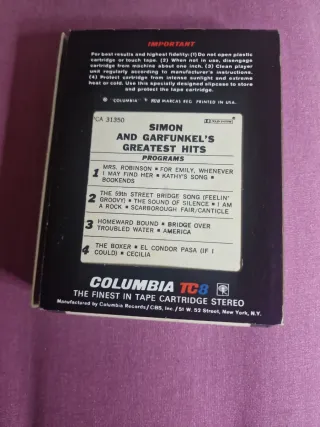 IMPORTANT
For best results and highest fidelity: (1) Do not open plastic
cartridge or touch tape. (2) When not in use, disengage
cartridge from machine about one inch. (3) Clean player
unit regularly according to manufacturer's instructions.
(4) Protect cartridge from intense sunlight and extreme
heat or cold. Use this specially designed slipcase to store
and protect the tape cartridge.
® "COLUMBIA" MARCAS REG. PRINTED IN U.S.A.
CA 31350
DOLBY SYSTEM
SIMON
AND GARFUNKEL'S
GREATEST HITS
PROGRAMS
1 MRS. ROBINSON • FOR EMILY, WHENEVER
I MAY FIND HER • KATHY'S SONG •
BOOKENDS
2 THE 59th STREET BRIDGE SONG (FEELIN'
GROOVY) • THE SOUND OF SILENCE • I AM
A ROCK • SCARBOROUGH FAIR/CANTICLE
3 HOMEWARD BOUND • BRIDGE OVER
TROUBLED WATER • AMERICA
4 THE BOXER • EL CONDOR PASA (IF I
COULD) • CECILIA
COLUMBIA TC8
THE FINEST IN TAPE CARTRIDGE STEREO
Manufactured by Columbia Records/CBS, Inc./51 W. 52 Street, New York, N.Y.